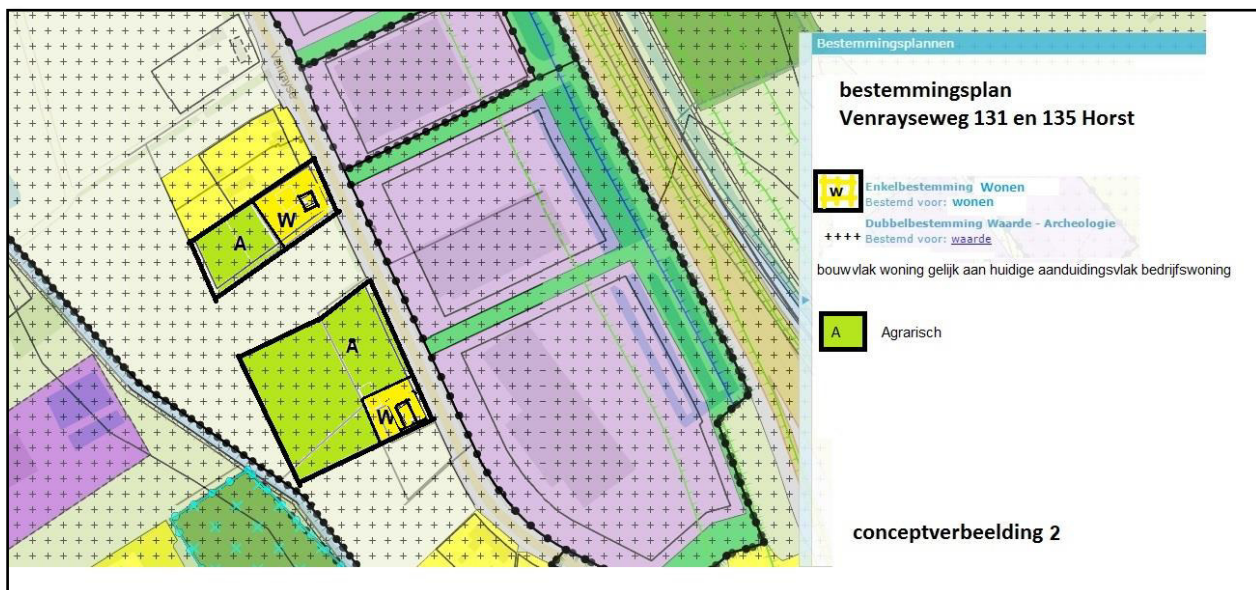 Bestemmingsplannen
bestemmingsplan
Venrayseweg 131 en 135 Horst
W
Enkelbestemming Wonen
Bestemd voor: wonen
Dubbelbestemming Waarde - Archeologie
++++ Bestemd voor: waarde
bouwvlak woning gelijk aan huidige aanduidingsvlak bedrijfswoning
A Agrarisch
conceptverbeelding 2
W
A
A
W